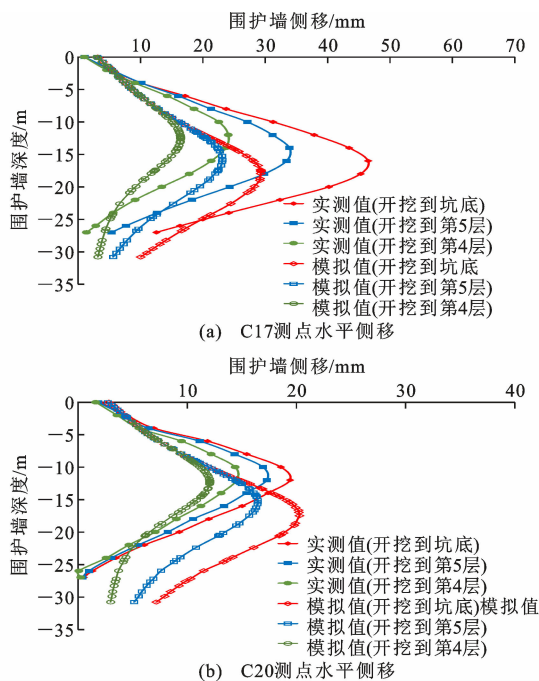 围护墙侧移/mm
0 10 20 30 40 50 60 70
0
−5
−10
−15
−20
−25
−30
−35
围护墙深度/m
实测值(开挖到坑底)
实测值(开挖到第5层)
实测值(开挖到第4层)
模拟值(开挖到坑底
模拟值(开挖到第5层)
模拟值(开挖到第4层)
(a) C17测点水平侧移
围护墙侧移/mm
0 10 20 30 40
0
−5
−10
−15
−20
−25
−30
−35
围护墙深度/m
实测值(开挖到坑底)
实测值(开挖到第5层)
实测值(开挖到第4层)
模拟值(开挖到坑底)模拟值
模拟值(开挖到第5层)
模拟值(开挖到第4层)
(b) C20测点水平侧移